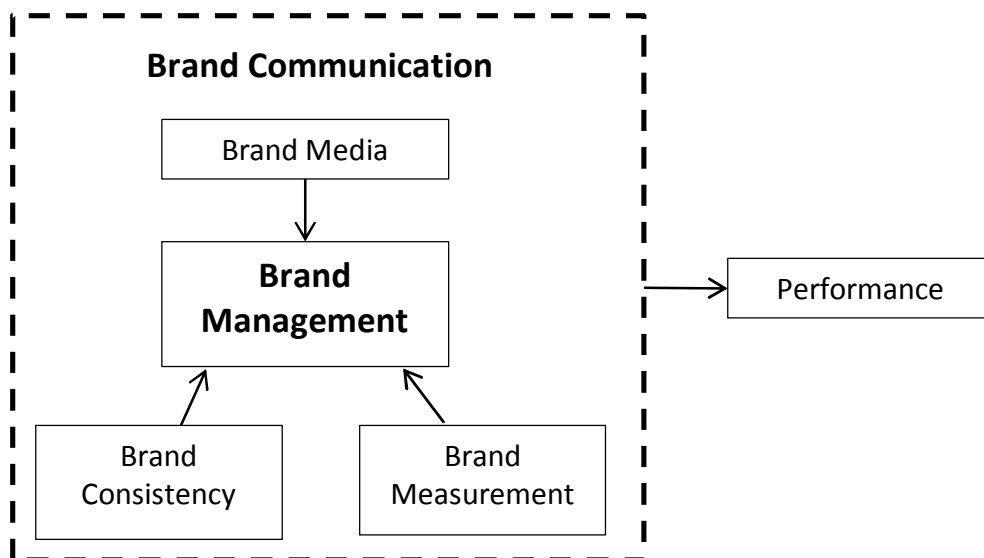 Brand Communication
Brand Media
Brand
Management
Performance
Brand
Consistency
Brand
Measurement